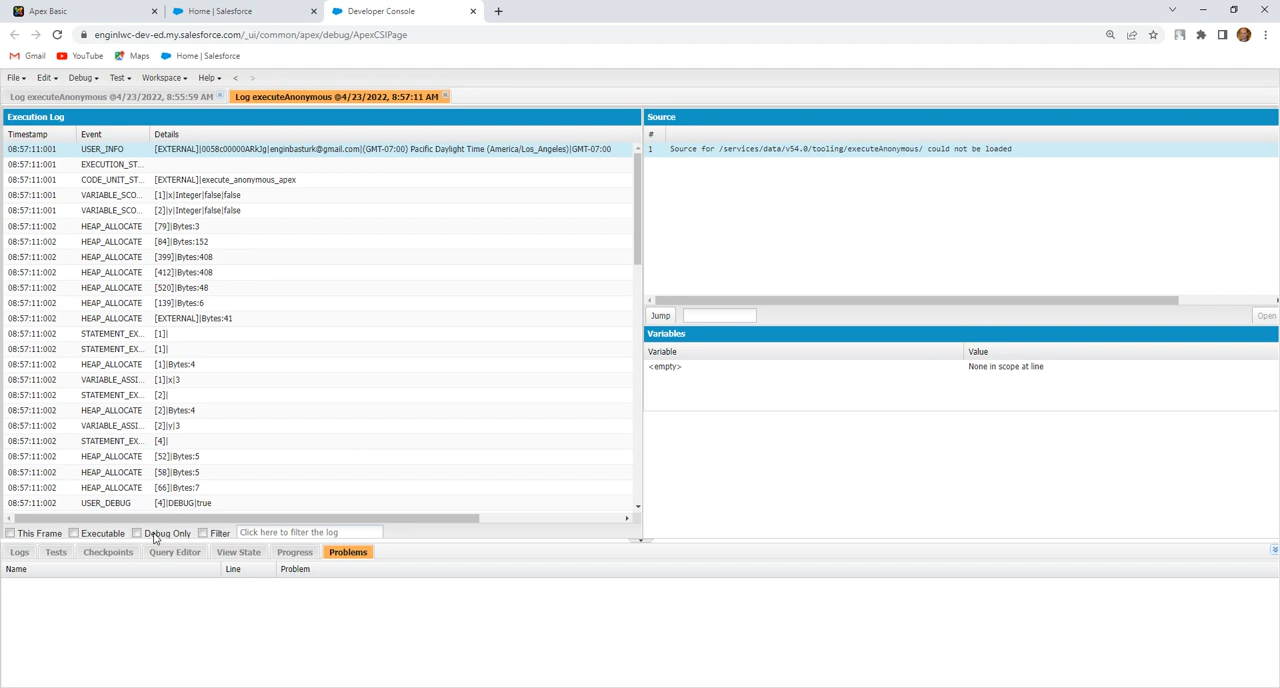 Apex Basic
Home | Salesforce
Developer Console
enginlwc-dev-ed.my.salesforce.com/_ui/common/apex/debug/ApexCSIPage
Gmail YouTube Maps Home | Salesforce
File Edit Debug Test Workspace Help < >
Log executeAnonymous @4/23/2022, 8:55:59 AM
Log executeAnonymous @4/23/2022, 8:57:11 AM
Execution Log
Timestamp Event Details
08:57:11:001 USER_INFO [EXTERNAL]|0058c00000ARkJg|enginbasturk@gmail.com|(GMT-07:00) Pacific Daylight Time (America/Los_Angeles)|GMT-07:00
08:57:11:001 EXECUTION_ST...
08:57:11:001 CODE_UNIT_ST... [EXTERNAL]|execute_anonymous_apex
08:57:11:001 VARIABLE_SCO... [1]|x|Integer|false|false
08:57:11:001 VARIABLE_SCO... [2]|y|Integer|false|false
08:57:11:002 HEAP_ALLOCATE [79]|Bytes:3
08:57:11:002 HEAP_ALLOCATE [84]|Bytes:152
08:57:11:002 HEAP_ALLOCATE [399]|Bytes:408
08:57:11:002 HEAP_ALLOCATE [412]|Bytes:408
08:57:11:002 HEAP_ALLOCATE [520]|Bytes:48
08:57:11:002 HEAP_ALLOCATE [139]|Bytes:6
08:57:11:002 HEAP_ALLOCATE [EXTERNAL]|Bytes:41
08:57:11:002 STATEMENT_EX... [1]|
08:57:11:002 STATEMENT_EX... [1]|
08:57:11:002 HEAP_ALLOCATE [1]|Bytes:4
08:57:11:002 VARIABLE_ASSI... [1]|x|3
08:57:11:002 STATEMENT_EX... [2]|
08:57:11:002 HEAP_ALLOCATE [2]|Bytes:4
08:57:11:002 VARIABLE_ASSI... [2]|y|3
08:57:11:002 STATEMENT_EX... [4]|
08:57:11:002 HEAP_ALLOCATE [52]|Bytes:5
08:57:11:002 HEAP_ALLOCATE [58]|Bytes:5
08:57:11:002 HEAP_ALLOCATE [66]|Bytes:7
08:57:11:002 USER_DEBUG [4]|DEBUG|true
This Frame Executable Debug Only Filter Click here to filter the log
Source
#
1 Source for /services/data/v54.0/tooling/executeAnonymous/ could not be loaded
Jump Open
Variables
Variable Value
<empty> None in scope at line
Logs Tests Checkpoints Query Editor View State Progress Problems
Name Line Problem